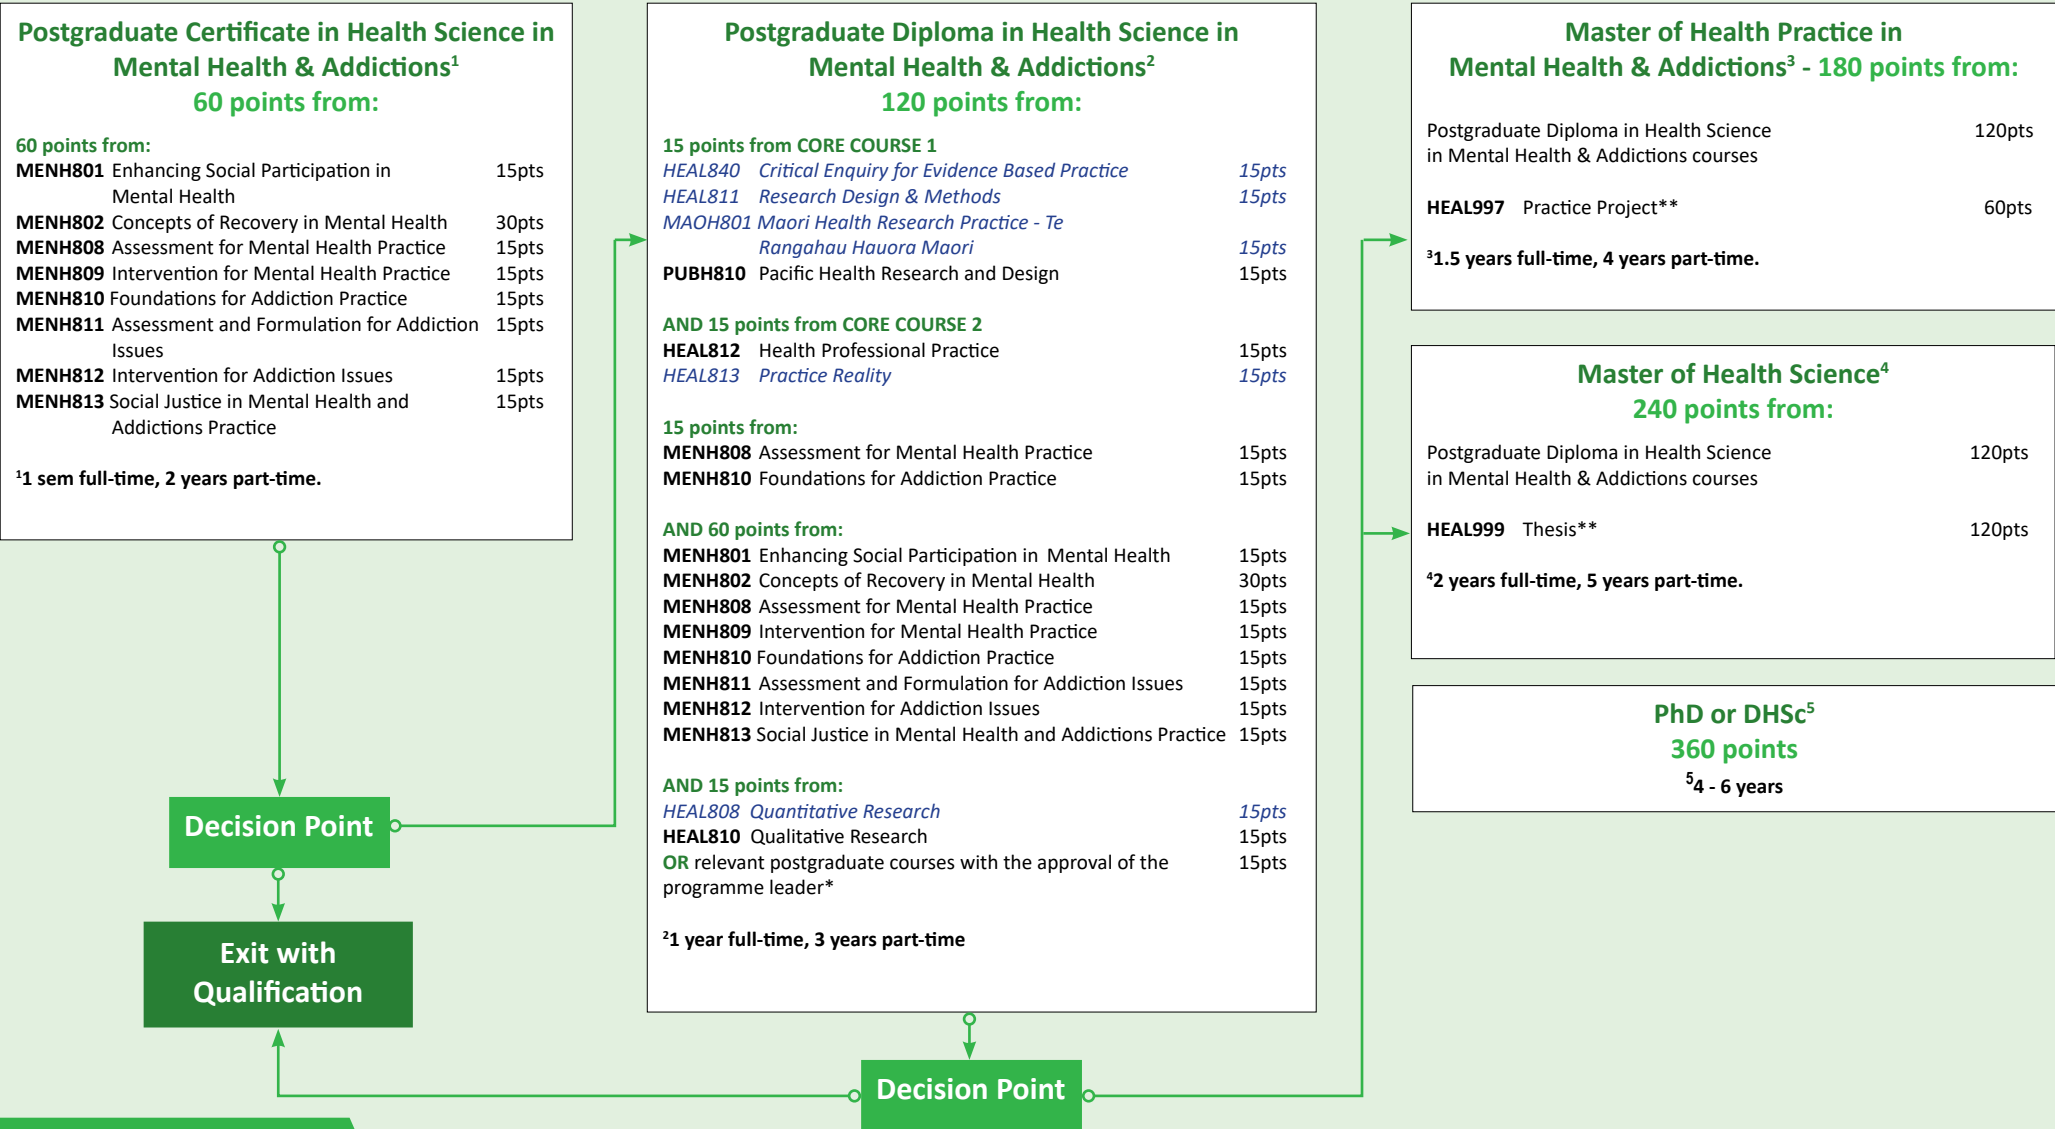 Postgraduate Certificate in Health Science in
Mental Health & Addictions¹
60 points from:
60 points from:
MENH801 Enhancing Social Participation in 15pts
Mental Health
MENH802 Concepts of Recovery in Mental Health 30pts
MENH808 Assessment for Mental Health Practice 15pts
MENH809 Intervention for Mental Health Practice 15pts
MENH810 Foundations for Addiction Practice 15pts
MENH811 Assessment and Formulation for Addiction 15pts
Issues
MENH812 Intervention for Addiction Issues 15pts
MENH813 Social Justice in Mental Health and 15pts
Addictions Practice
¹1 sem full-time, 2 years part-time.
Decision Point
Exit with
Qualification
Postgraduate Diploma in Health Science in
Mental Health & Addictions²
120 points from:
15 points from CORE COURSE 1
HEAL840 Critical Enquiry for Evidence Based Practice 15pts
HEAL811 Research Design & Methods 15pts
MAOH801 Maori Health Research Practice - Te
Rangahau Hauora Maori 15pts
PUBH810 Pacific Health Research and Design 15pts
AND 15 points from CORE COURSE 2
HEAL812 Health Professional Practice 15pts
HEAL813 Practice Reality 15pts
15 points from:
MENH808 Assessment for Mental Health Practice 15pts
MENH810 Foundations for Addiction Practice 15pts
AND 60 points from:
MENH801 Enhancing Social Participation in Mental Health 15pts
MENH802 Concepts of Recovery in Mental Health 30pts
MENH808 Assessment for Mental Health Practice 15pts
MENH809 Intervention for Mental Health Practice 15pts
MENH810 Foundations for Addiction Practice 15pts
MENH811 Assessment and Formulation for Addiction Issues 15pts
MENH812 Intervention for Addiction Issues 15pts
MENH813 Social Justice in Mental Health and Addictions Practice 15pts
AND 15 points from:
HEAL808 Quantitative Research 15pts
HEAL810 Qualitative Research 15pts
OR relevant postgraduate courses with the approval of the 15pts
programme leader*
²1 year full-time, 3 years part-time
Decision Point
Master of Health Practice in
Mental Health & Addictions³ - 180 points from:
Postgraduate Diploma in Health Science 120pts
in Mental Health & Addictions courses
HEAL997 Practice Project** 60pts
³1.5 years full-time, 4 years part-time.
Master of Health Science⁴
240 points from:
Postgraduate Diploma in Health Science 120pts
in Mental Health & Addictions courses
HEAL999 Thesis** 120pts
⁴2 years full-time, 5 years part-time.
PhD or DHSc⁵
360 points
⁵4 - 6 years